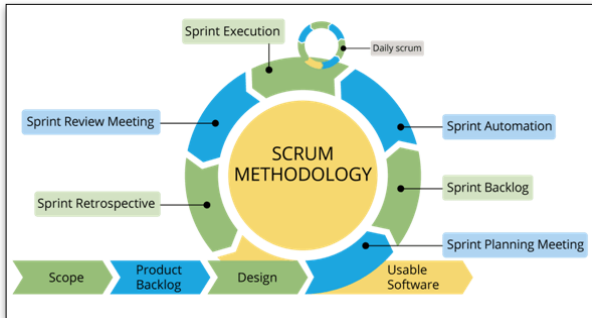 Sprint Execution
Daily scrum
Sprint Review Meeting
Sprint Automation
SCRUM
METHODOLOGY
Sprint Retrospective
Sprint Backlog
Sprint Planning Meeting
Scope
Product
Backlog
Design
Usable
Software